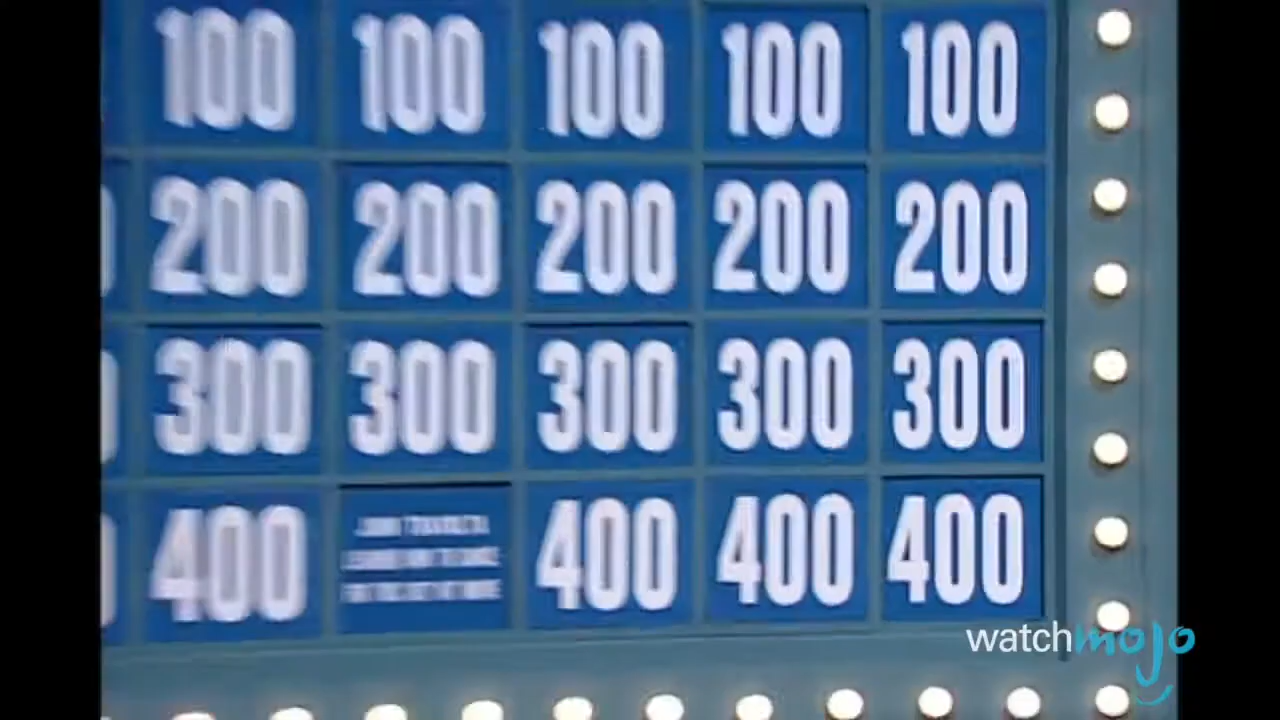 100 100 100 100 100
200 200 200 200 200
300 300 300 300 300
400 400 400 400
watchmojo